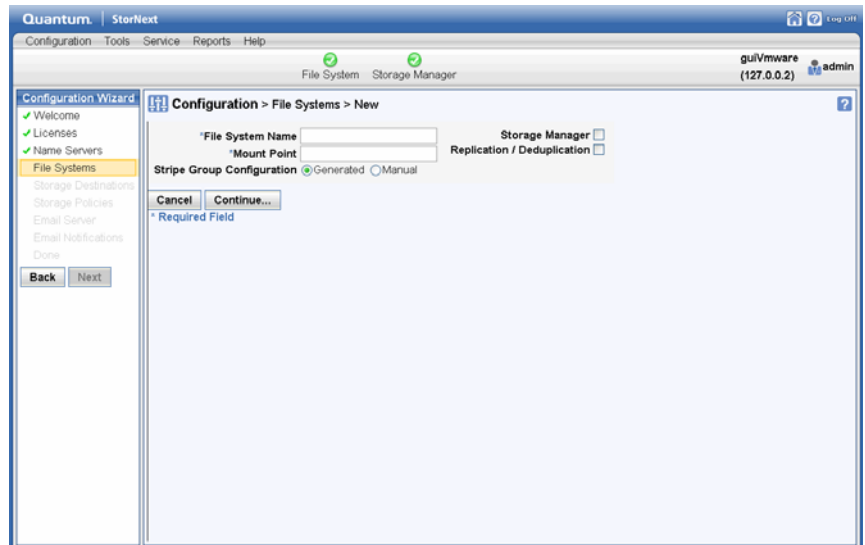 Quantum. StorNext
Log Off
Configuration Tools Service Reports Help
File System Storage Manager
guiVmware
(127.0.0.2)
admin
Configuration Wizard
Welcome
Licenses
Name Servers
File Systems
Storage Destinations
Storage Policies
Email Server
Email Notifications
Done
Back Next
Configuration > File Systems > New
?
*File System Name
Storage Manager
*Mount Point
Replication / Deduplication
Stripe Group Configuration Generated Manual
Cancel Continue...
* Required Field